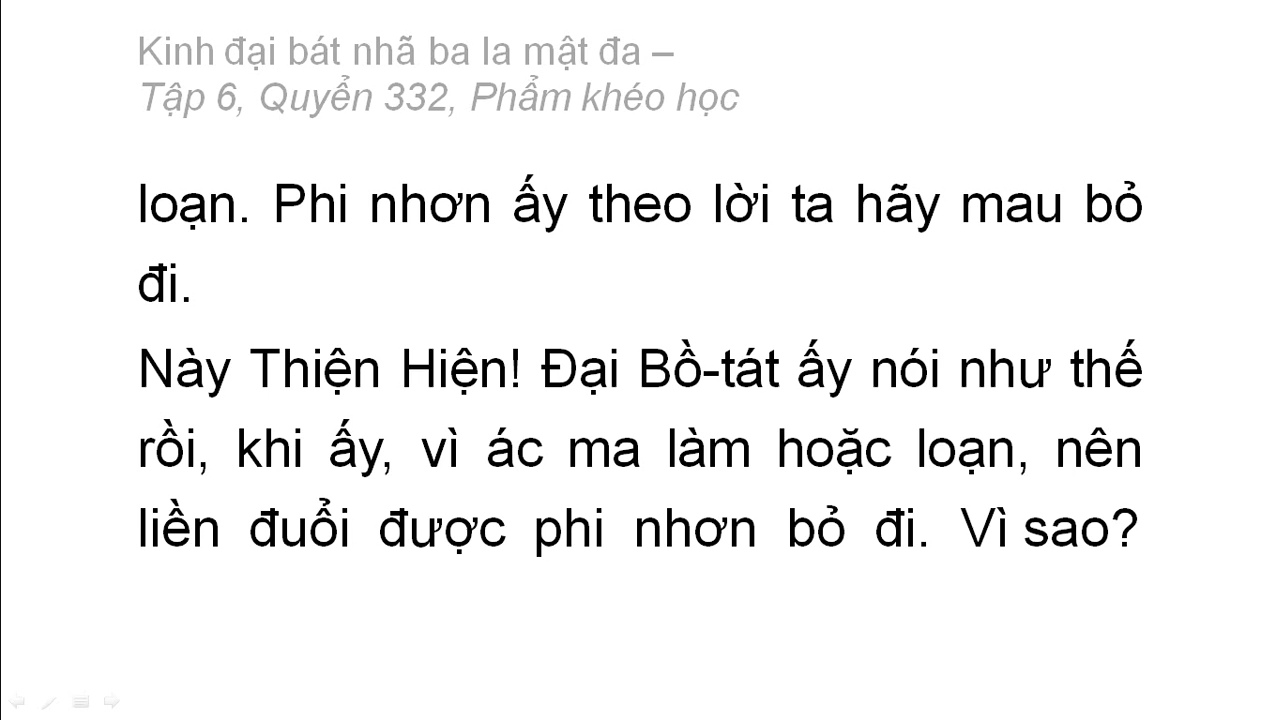 Kinh đại bát nhã ba la mật đa –
Tập 6, Quyển 332, Phẩm khéo học
loạn. Phi nhơn ấy theo lời ta hãy mau bỏ
đi.
Này Thiện Hiện! Đại Bồ-tát ấy nói như thế
rồi, khi ấy, vì ác ma làm hoặc loạn, nên
liền đuổi được phi nhơn bỏ đi. Vì sao?